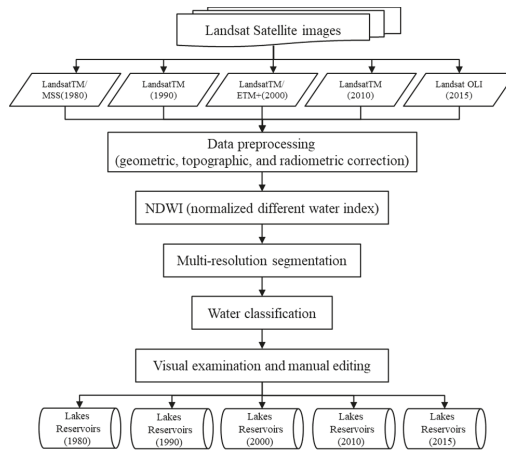 Landsat Satellite images
LandsatTM/
MSS(1980)
LandsatTM
(1990)
LandsatTM/
ETM+(2000)
LandsatTM
(2010)
Landsat OLI
(2015)
Data preprocessing
(geometric, topographic, and radiometric correction)
NDWI (normalized different water index)
Multi-resolution segmentation
Water classification
Visual examination and manual editing
Lakes
Reservoirs
(1980)
Lakes
Reservoirs
(1990)
Lakes
Reservoirs
(2000)
Lakes
Reservoirs
(2010)
Lakes
Reservoirs
(2015)